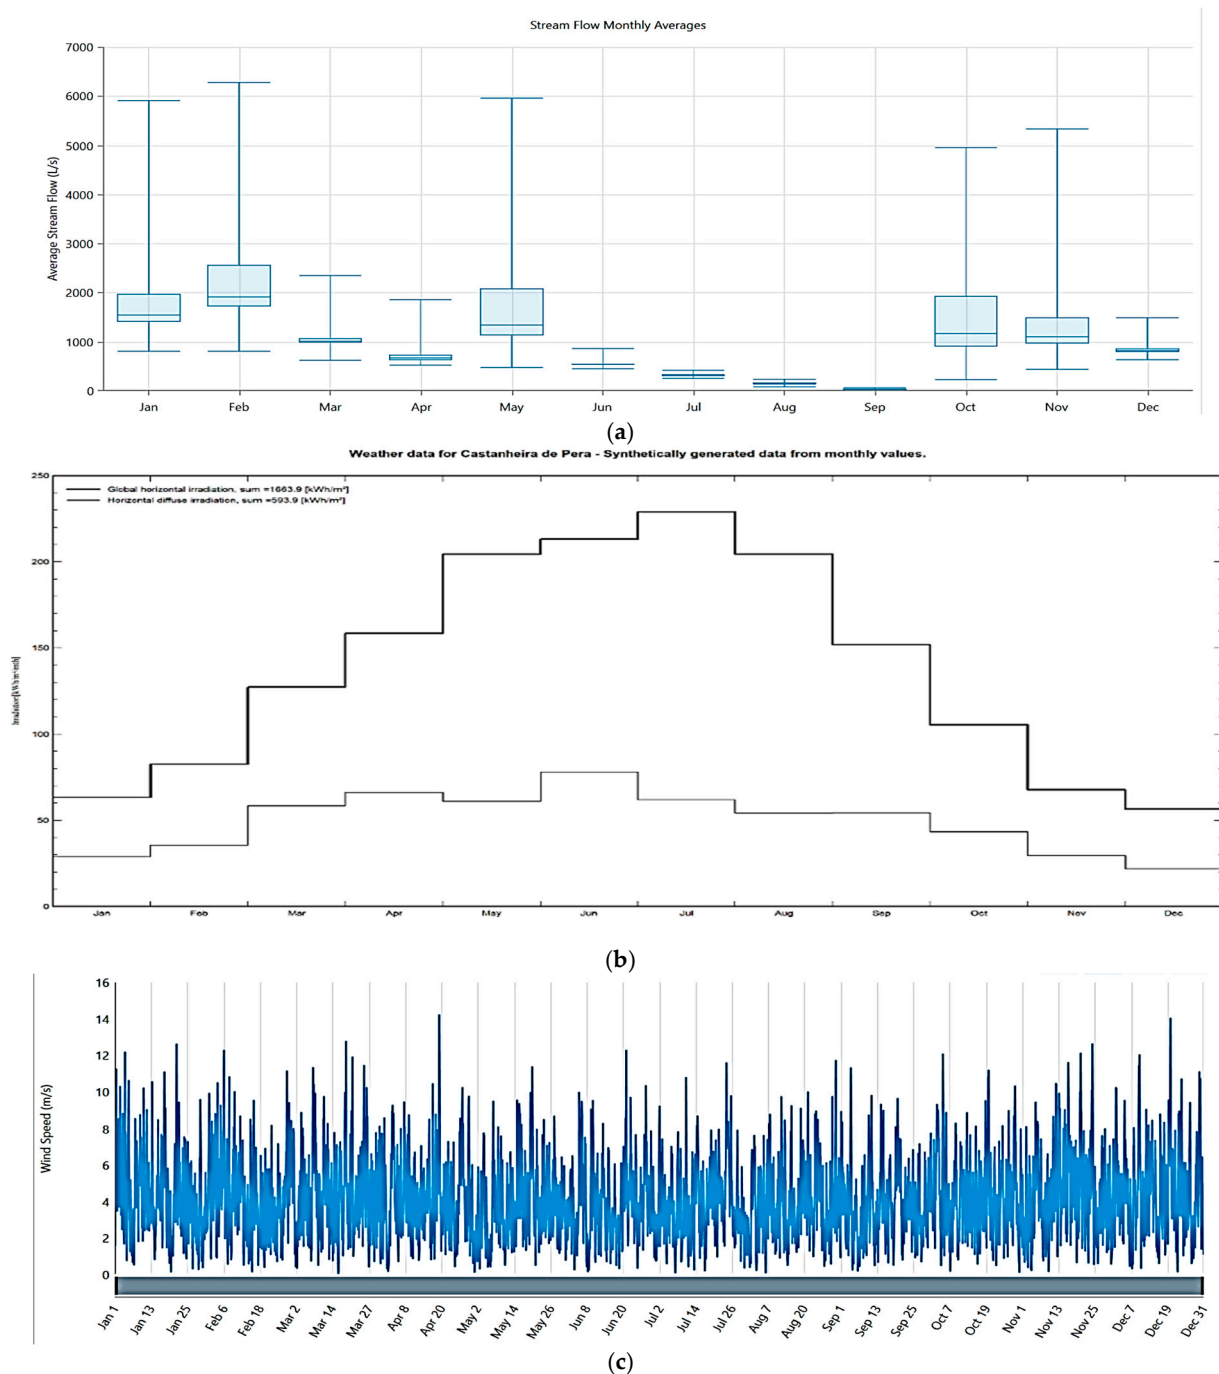 Stream Flow Monthly Averages
7000
6000
5000
4000
3000
2000
1000
0
Average Stream Flow (L/s)
Jan Feb Mar Apr May Jun Jul Aug Sep Oct Nov Dec
(a)
Weather data for Castanheira de Pera - Synthetically generated data from monthly values.
250
Global horizontal irradiation, sum =1663.9 [kWh/m²]
Horizontal diffuse irradiation, sum =593.9 [kWh/m²]
200
150
100
50
0
Jan Feb Mar Apr May Jun Jul Aug Sep Oct Nov Dec
(b)
16
14
12
10
8
6
4
2
0
Wind Speed (m/s)
Jan 1 Jan 13 Jan 25 Feb 6 Feb 18 Mar 2 Mar 14 Mar 27 Apr 8 Apr 20 May 2 May 14 May 26 Jun 8 Jun 20 Jul 2 Jul 14 Jul 26 Aug 7 Aug 20 Sep 1 Sep 13 Sep 25 Oct 7 Oct 19 Nov 1 Nov 13 Nov 25 Dec 7 Dec 19 Dec 31
(c)